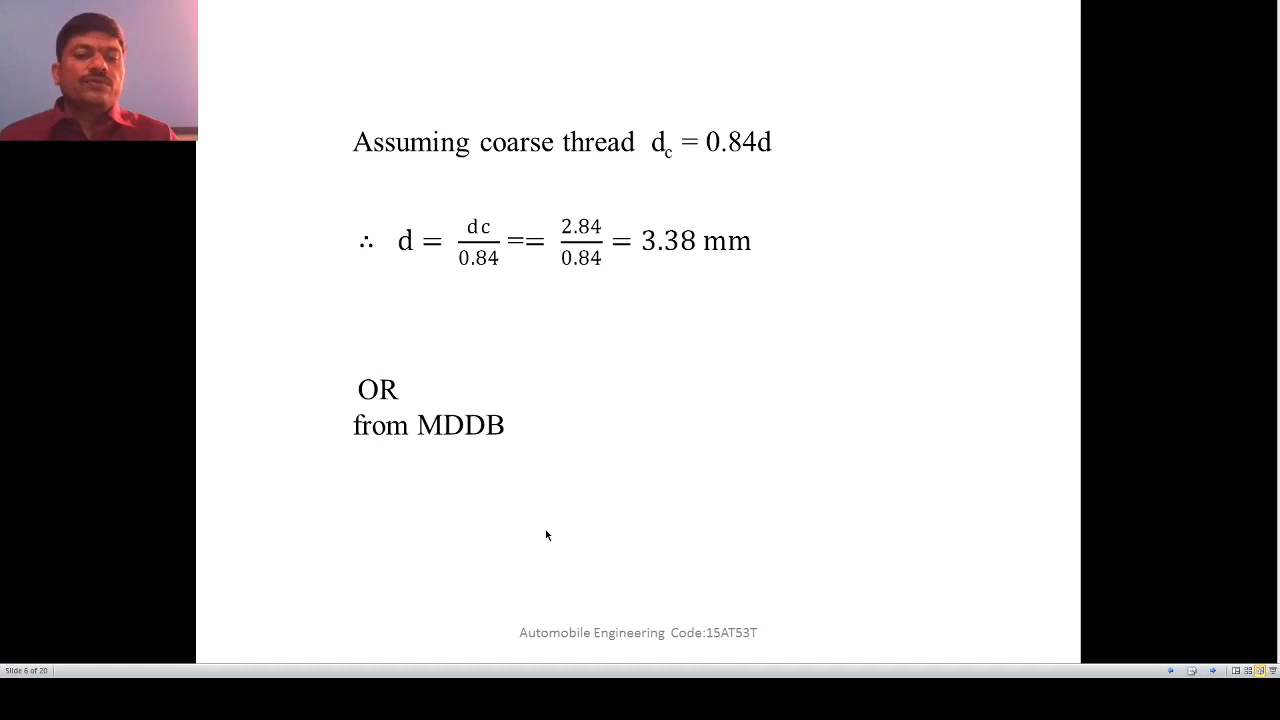 Assuming coarse thread d_c = 0.84d
∴ d = dc/0.84 == 2.84/0.84 = 3.38 mm
OR
from MDDB
Automobile Engineering Code:15AT53T
Slide 6 of 20